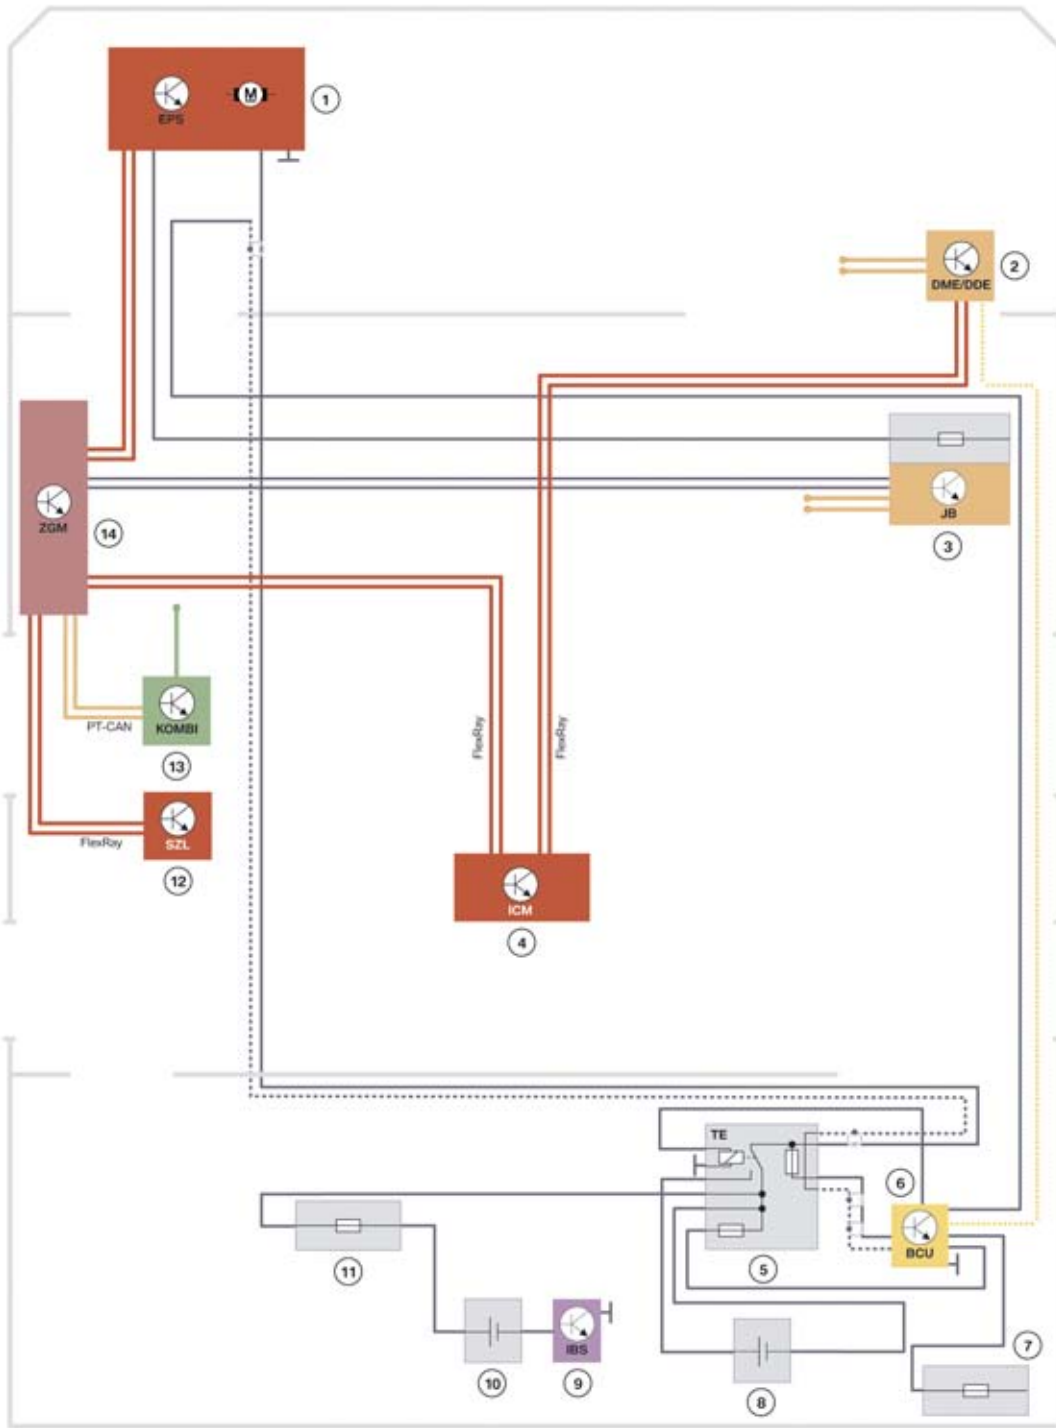 M
EPS
1
2
DME/DDE
ZGM
14
JB
3
PT-CAN
KOMBI
13
FlexRay
FlexRay
SZL
FlexRay
12
ICM
4
TE
6
BCU
5
11
7
IBS
10
9
8